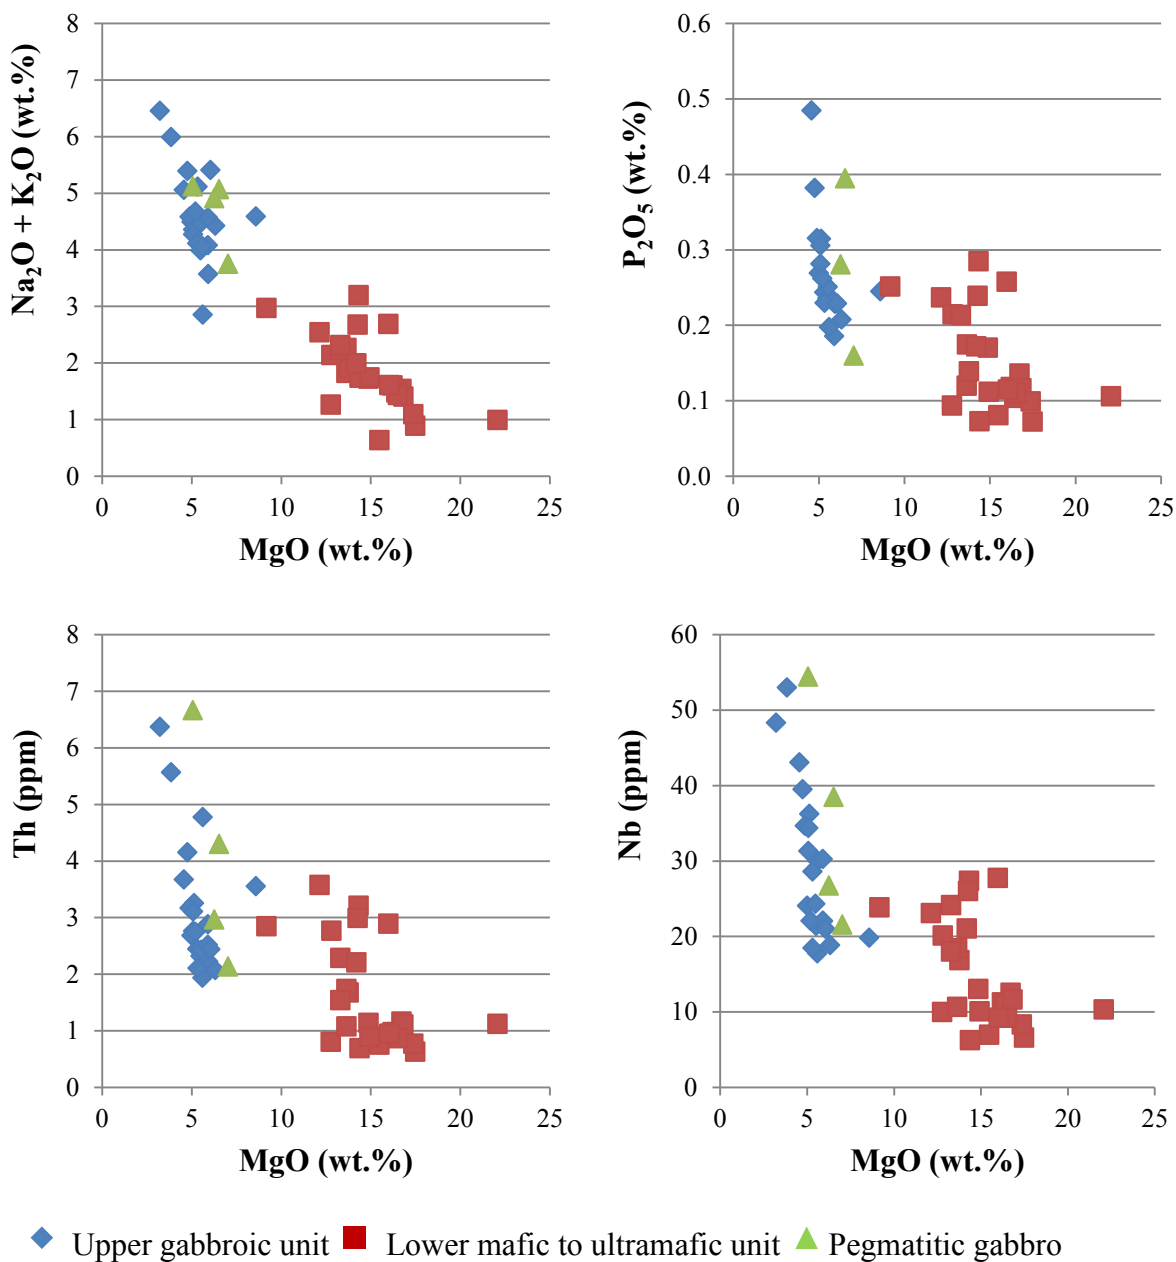 Na₂O + K₂O (wt.%)
8
7
6
5
4
3
2
1
0
0 5 10 15 20 25
MgO (wt.%)
P₂O₅ (wt.%)
0.6
0.5
0.4
0.3
0.2
0.1
0.0
0 5 10 15 20 25
MgO (wt.%)
Th (ppm)
8
7
6
5
4
3
2
1
0
0 5 10 15 20 25
MgO (wt.%)
Nb (ppm)
60
50
40
30
20
10
0
0 5 10 15 20 25
MgO (wt.%)
Upper gabbroic unit Lower mafic to ultramafic unit Pegmatitic gabbro